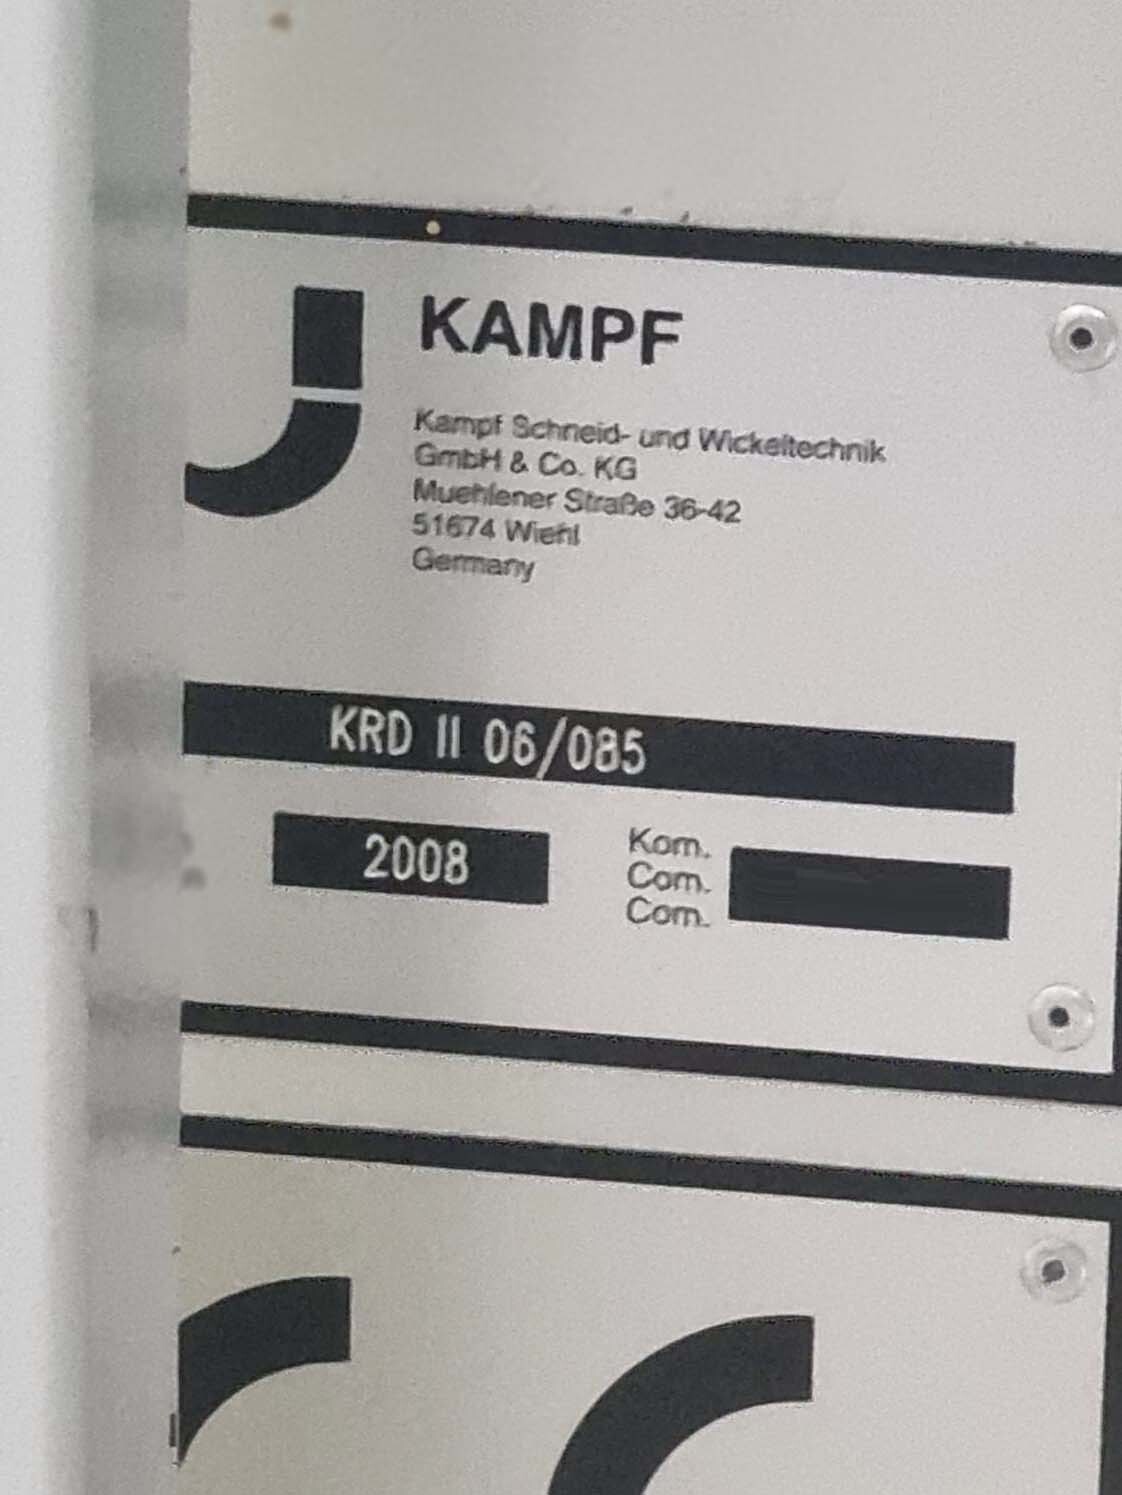 KAMPF
Kampf Schneid- und Wickeltechnik
GmbH & Co. KG
Muehlener Straße 36-42
51674 Wiehl
Germany
KRD II 06/085
2008
Kom.
Com.
Com.